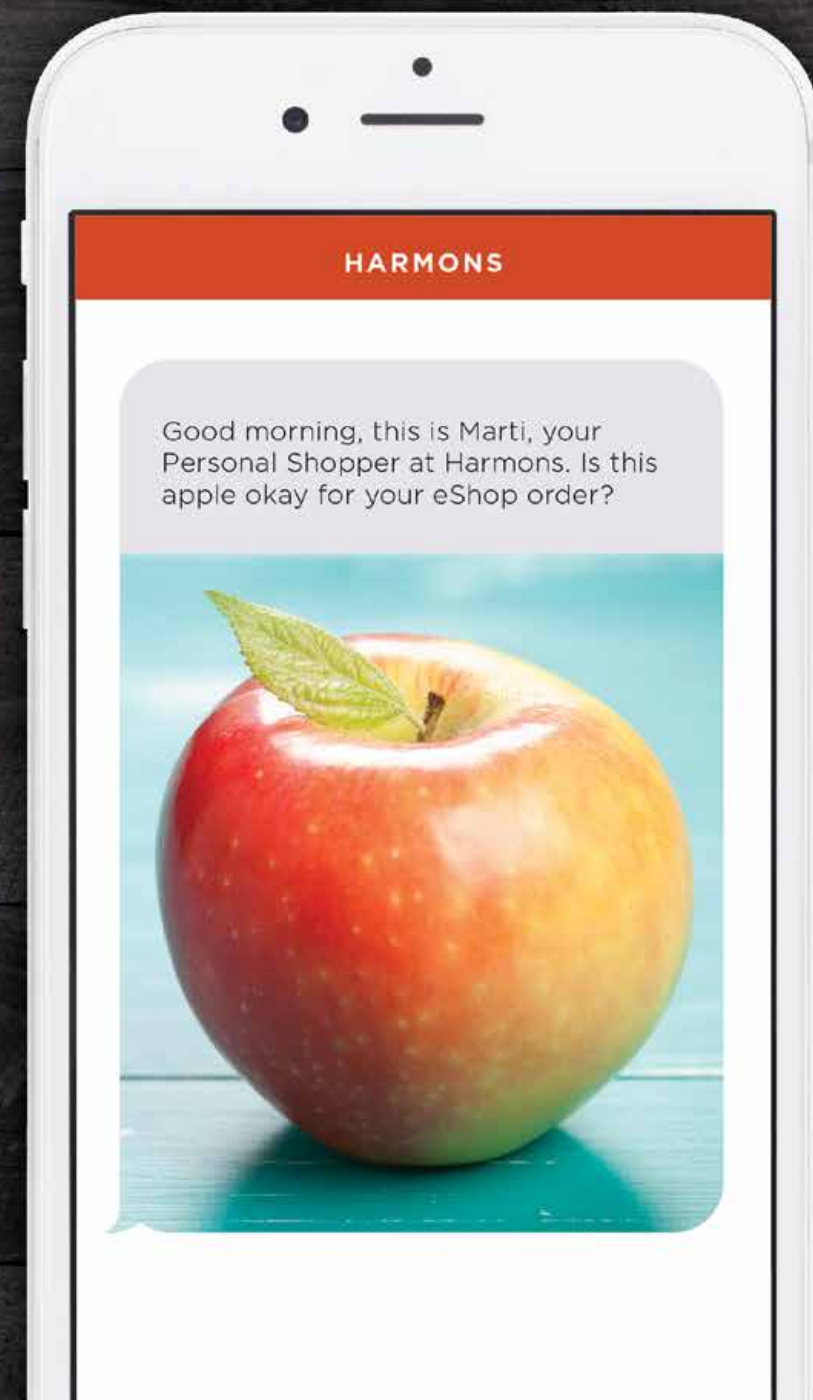 HARMONS
Good morning, this is Marti, your
Personal Shopper at Harmons. Is this
apple okay for your eShop order?